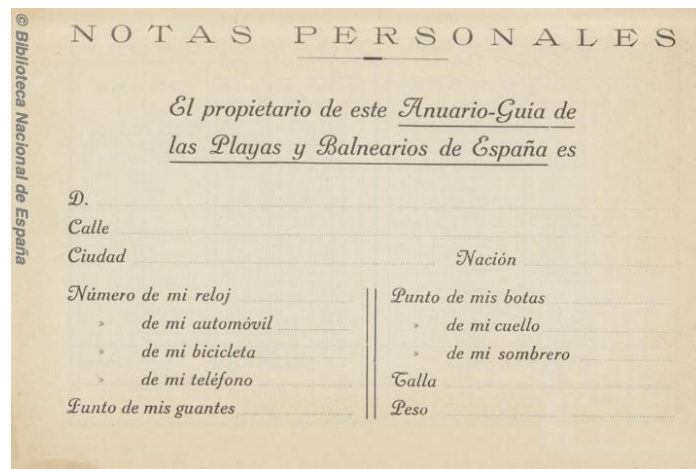 © Biblioteca Nacional de España
NOTAS PERSONALES
El propietario de este Anuario-Guía de
las Playas y Balnearios de España es
D.
Calle
Ciudad Nación
Número de mi reloj
» de mi automóvil
» de mi bicicleta
» de mi teléfono
Punto de mis guantes
Punto de mis botas
» de mi cuello
» de mi sombrero
Talla
Peso